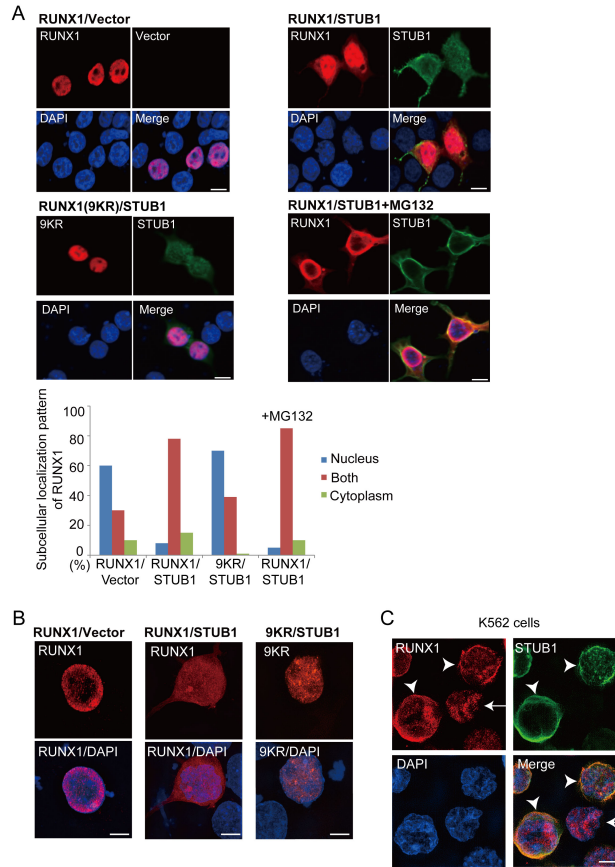 A
RUNX1/Vector
RUNX1 Vector
DAPI Merge
RUNX1/STUB1
RUNX1 STUB1
DAPI Merge
RUNX1(9KR)/STUB1
9KR STUB1
DAPI Merge
RUNX1/STUB1+MG132
RUNX1 STUB1
DAPI Merge
Subcellular localization pattern
of RUNX1
100
80
60
40
20
0
(%)
+MG132
Nucleus
Both
Cytoplasm
RUNX1/ RUNX1/ 9KR/ RUNX1/
Vector STUB1 STUB1 STUB1
B
RUNX1/Vector RUNX1/STUB1 9KR/STUB1
RUNX1 RUNX1 9KR
RUNX1/DAPI RUNX1/DAPI 9KR/DAPI
C
K562 cells
RUNX1 STUB1
DAPI Merge